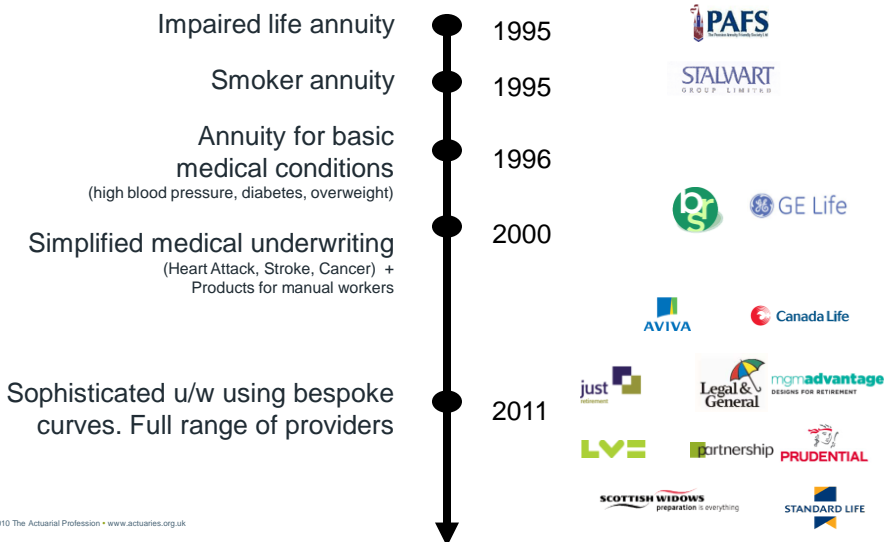 Impaired life annuity
1995
PAFS
Smoker annuity
1995
STALWART
GROUP LIMITED
Annuity for basic
medical conditions
(high blood pressure, diabetes, overweight)
1996
brs
GE Life
Simplified medical underwriting
(Heart Attack, Stroke, Cancer) +
Products for manual workers
2000
AVIVA
Canada Life
Sophisticated u/w using bespoke
curves. Full range of providers
2011
just
retirement
Legal &
General
mgmadvantage
DESIGNS FOR RETIREMENT
LV=
partnership
PRUDENTIAL
SCOTTISH WIDOWS
preparation is everything
STANDARD LIFE
10 The Actuarial Profession • www.actuaries.org.uk